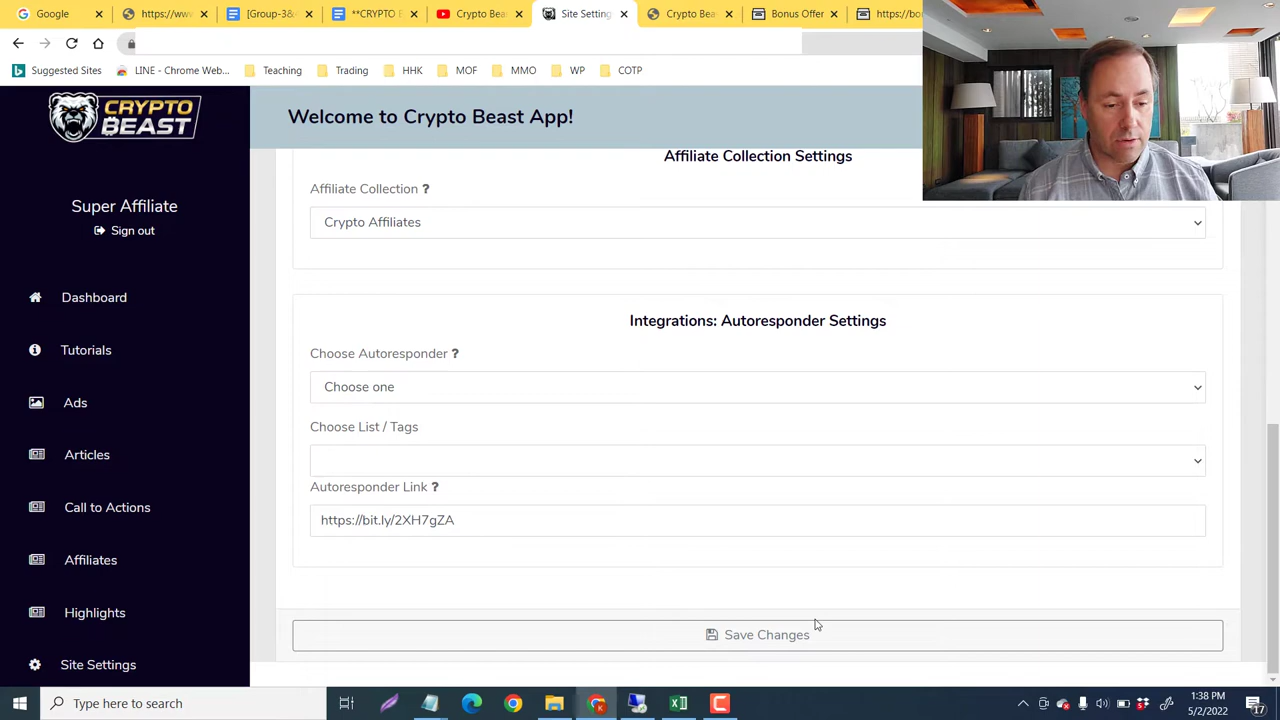 Google
https://www
[Group-3&
**CRYPTO B
Crypto Bea
Site Setting
Crypto Bea
Bonus Offer
https://bo
Suggested Sites
LINE - Chrome Web...
Teaching
Trading
HHK
WP
COTP
CRYPTO
BEAST
Welcome to Crypto Beast App!
Super Affiliate
Sign out
Dashboard
Tutorials
Ads
Articles
Call to Actions
Affiliates
Highlights
Site Settings
Affiliate Collection Settings
Affiliate Collection ?
Crypto Affiliates
Integrations: Autoresponder Settings
Choose Autoresponder ?
Choose one
Choose List / Tags
Autoresponder Link ?
https://bit.ly/2XH7gZA
Save Changes
Type here to search
1:38 PM
5/2/2022
17